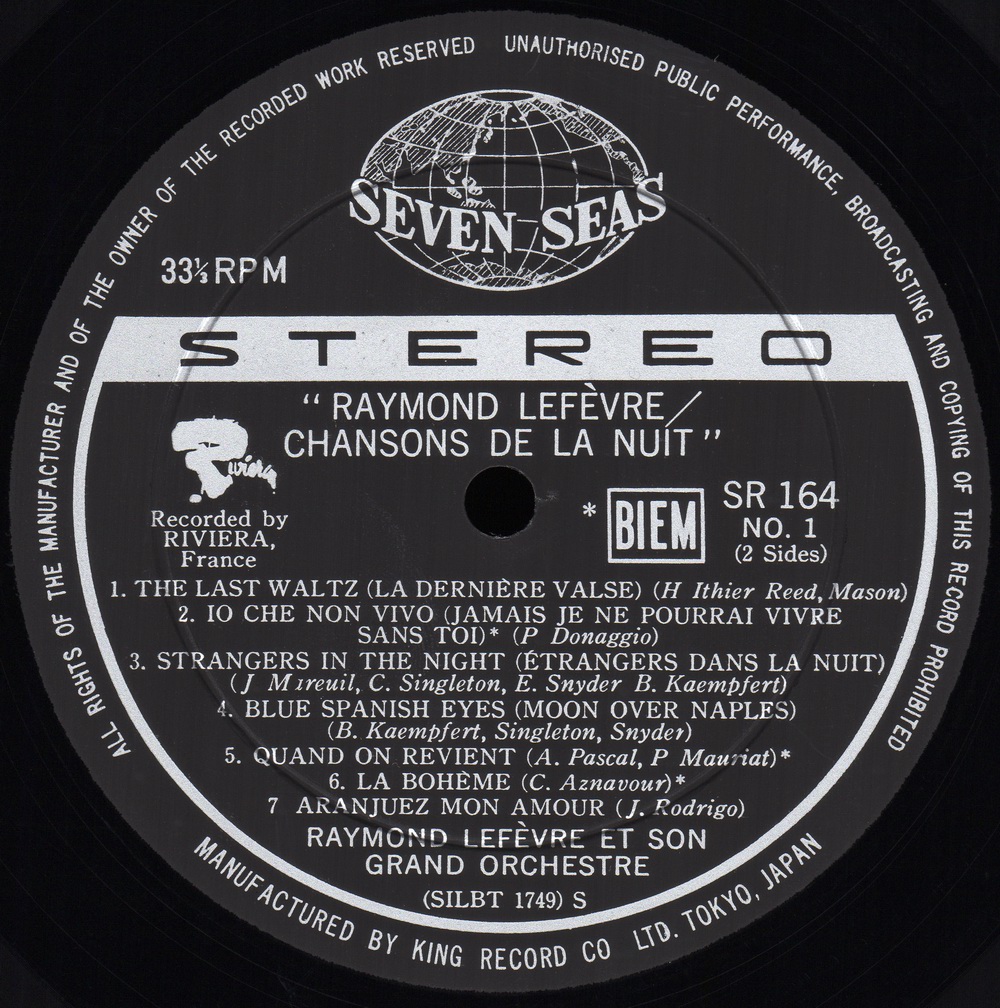 ALL RIGHTS OF THE MANUFACTURER AND OF THE OWNER OF THE RECORDED WORK RESERVED UNAUTHORISED PUBLIC PERFORMANCE, BROADCASTING AND COPYING OF THIS RECORD PROHIBITED
SEVEN SEAS
33⅓ RPM
STEREO
“ RAYMOND LEFÈVRE/
CHANSONS DE LA NUIT ”
Riviera
Recorded by
RIVIERA,
France
* BIEM
SR 164
NO. 1
(2 Sides)
1. THE LAST WALTZ (LA DERNIÈRE VALSE) (H Ithier Reed, Mason)
2. IO CHE NON VIVO (JAMAIS JE NE POURRAI VIVRE
SANS TOI)* (P Donaggio)
3. STRANGERS IN THE NIGHT (ÉTRANGERS DANS LA NUIT)
(J Mireuil, C. Singleton, E. Snyder B. Kaempfert)
4. BLUE SPANISH EYES (MOON OVER NAPLES)
(B. Kaempfert, Singleton, Snyder)
5. QUAND ON REVIENT (A. Pascal, P Mauriat)*
6. LA BOHÈME (C. Aznavour)*
7 ARANJUEZ MON AMOUR (J. Rodrigo)
RAYMOND LEFÈVRE ET SON
GRAND ORCHESTRE
(SILBT 1749) S
MANUFACTURED BY KING RECORD CO LTD. TOKYO, JAPAN